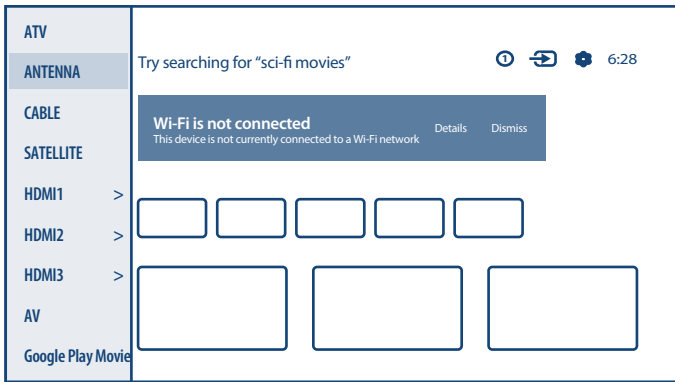 ATV
ANTENNA
CABLE
SATELLITE
HDMI1 >
HDMI2 >
HDMI3 >
AV
Google Play Movie
Try searching for “sci-fi movies”
1 6:28
Wi-Fi is not connected
This device is not currently connected to a Wi-Fi network
Details Dismiss